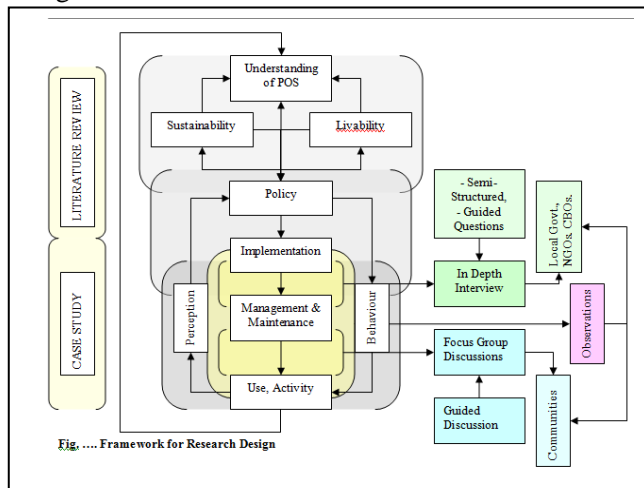 Understanding
of POS
Sustainability
Livability
LITERATURE REVIEW
Policy
- Semi-
Structured,
- Guided
Questions
Local Govt.,
NGOs. CBOs.
Implementation
In Depth
Interview
CASE STUDY
Perception
Management &
Maintenance
Behaviour
Observations
Focus Group
Discussions
Use, Activity
Guided
Discussion
Communities
Fig. .... Framework for Research Design